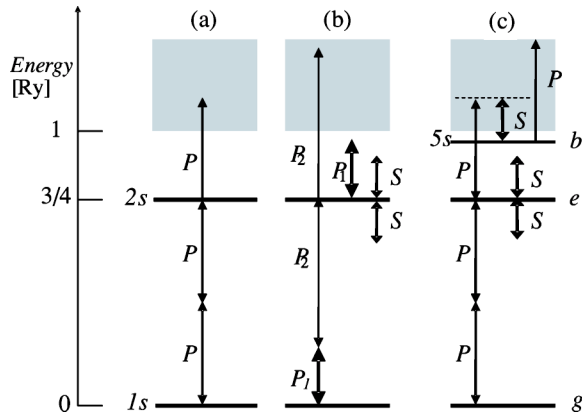 (a) (b) (c)
Energy
[Ry]
P
1
S
5s b
P P2 P1 S S
3/4 2s e
S S
P P2 P
P P1 P
0 1s g